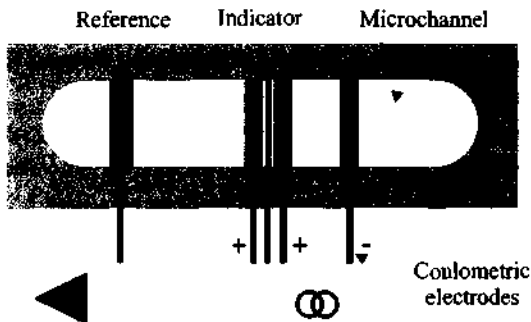 Reference Indicator Microchannel
+ + -
Coulometric
electrodes